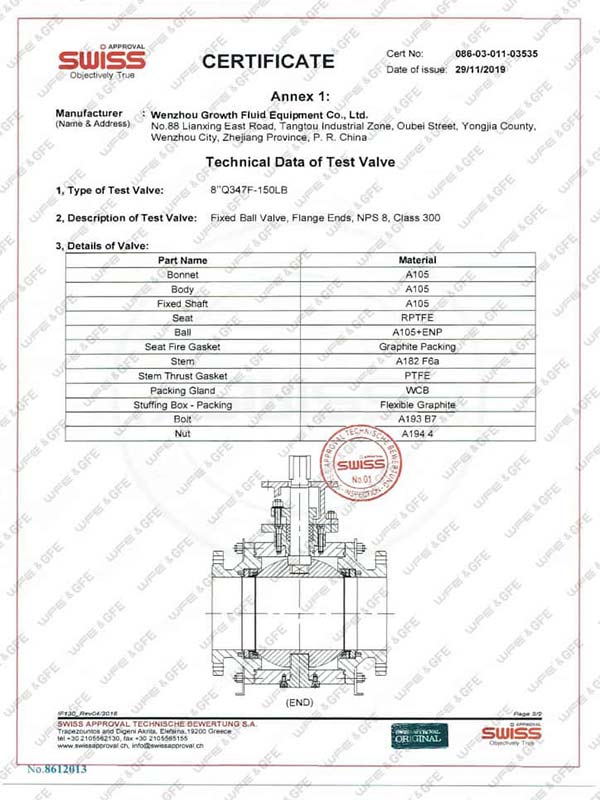 APPROVAL
SWISS
Objectively True
CERTIFICATE
Cert No: 086-03-011-03535
Date of issue: 29/11/2019
Annex 1:
Manufacturer : Wenzhou Growth Fluid Equipment Co., Ltd.
(Name & Address) No.88 Lianxing East Road, Tangtou Industrial Zone, Oubei Street, Yongjia County,
Wenzhou City, Zhejiang Province, P. R. China
Technical Data of Test Valve
1, Type of Test Valve: 8"Q347F-150LB
2, Description of Test Valve: Fixed Ball Valve, Flange Ends, NPS 8, Class 300
3, Details of Valve:
Part Name Material
Bonnet A105
Body A105
Fixed Shaft A105
Seat RPTFE
Ball A105+ENP
Seat Fire Gasket Graphite Packing
Stem A182 F6a
Stem Thrust Gasket PTFE
Packing Gland WCB
Stuffing Box - Packing Flexible Graphite
Bolt A193 B7
Nut A194 4
APPROVAL TECHNISCHE BEWERTUNG
SWISS
No.01
INSPECTION
(END)
IF130_Rev04/2016 Page 3/2
SWISS APPROVAL TECHNISCHE BEWERTUNG S.A.
Trapezountos and Digeni Akrita, Elefsina,19200 Greece
tel +30 2105562130, fax +30 2105565155
www.swissapproval.ch, info@swissapproval.ch
SWISS APPROVAL
ORIGINAL
APPROVAL
SWISS
Objectively True
No.8612013
WFE & GFE